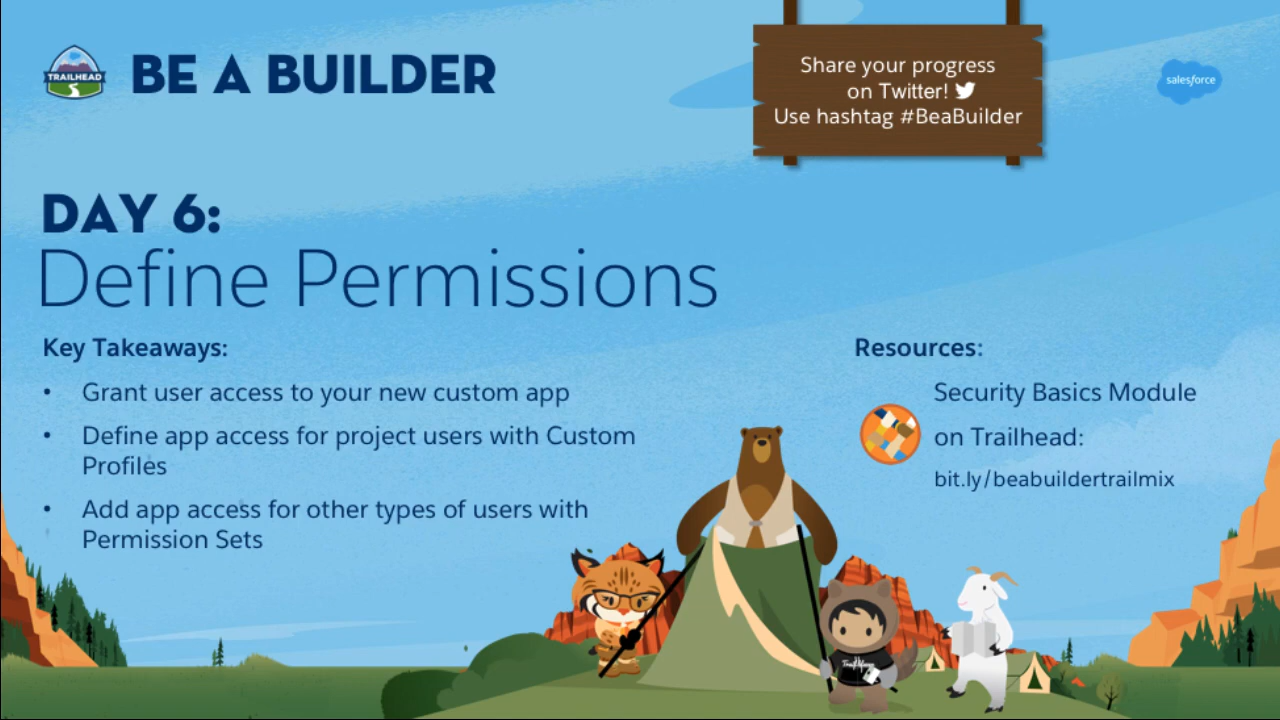 TRAILHEAD
BE A BUILDER
Share your progress
on Twitter!
Use hashtag #BeaBuilder
salesforce
DAY 6:
Define Permissions
Key Takeaways:
• Grant user access to your new custom app
• Define app access for project users with Custom
Profiles
• Add app access for other types of users with
Permission Sets
Resources:
Security Basics Module
on Trailhead:
bit.ly/beabuildertrailmix